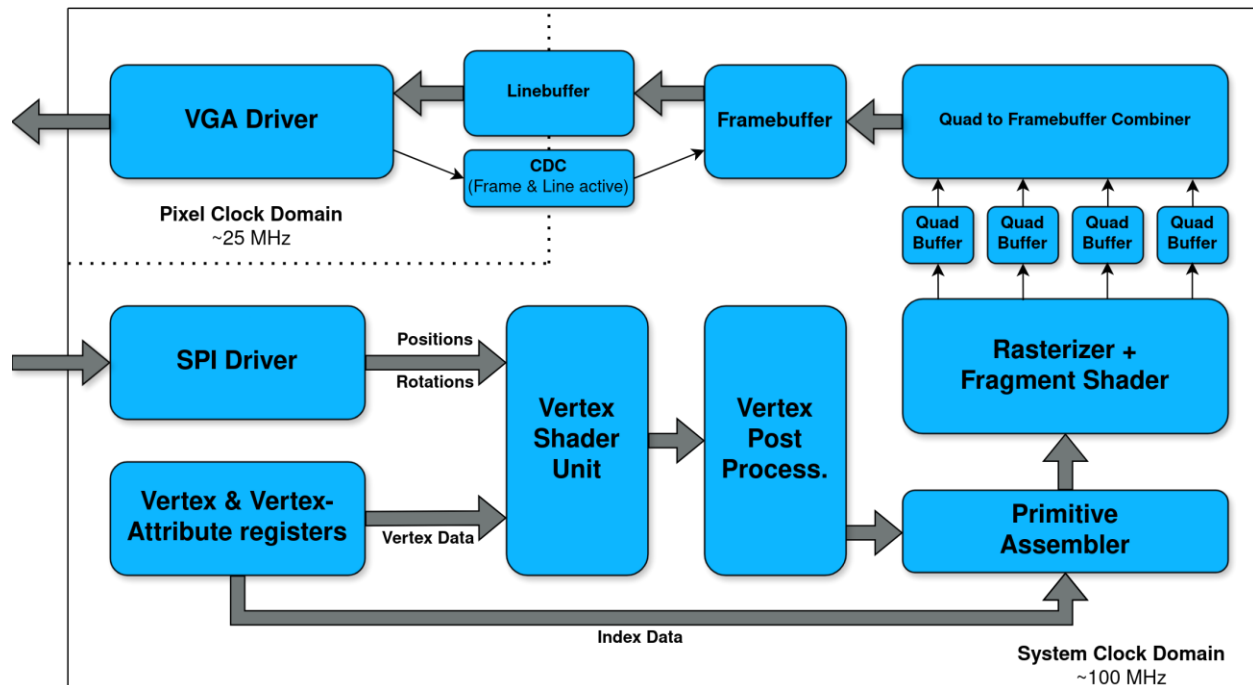 VGA Driver
Linebuffer
CDC
(Frame & Line active)
Framebuffer
Quad to Framebuffer Combiner
Pixel Clock Domain
~25 MHz
Quad
Buffer
Quad
Buffer
Quad
Buffer
Quad
Buffer
SPI Driver
Positions
Rotations
Vertex
Shader
Unit
Vertex
Post
Process.
Rasterizer +
Fragment Shader
Vertex & Vertex-
Attribute registers
Vertex Data
Primitive
Assembler
Index Data
System Clock Domain
~100 MHz